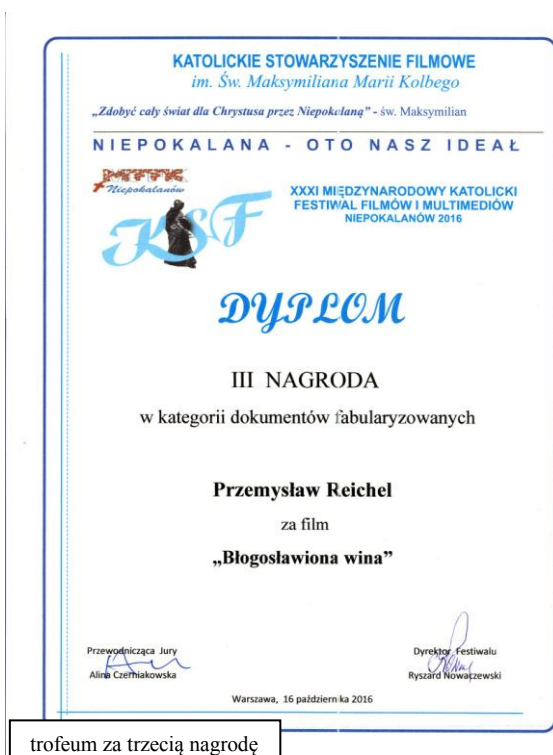 KATOLICKIE STOWARZYSZENIE FILMOWE
im. Św. Maksymiliana Marii Kolbego
„Zdobyć cały świat dla Chrystusa przez Niepokalaną” - św. Maksymilian
NIEPOKALANA - OTO NASZ IDEAŁ
Niepokalanów
KSF
XXXI MIĘDZYNARODOWY KATOLICKI
FESTIWAL FILMÓW I MULTIMEDIÓW
NIEPOKALANÓW 2016
DYPLOM
III NAGRODA
w kategorii dokumentów fabularyzowanych
Przemysław Reichel
za film
„Błogosławiona wina”
Przewodnicząca Jury
Alina Czerniakowska
Dyrektor Festiwalu
Ryszard Nowaczewski
Warszawa, 16 października 2016
trofeum za trzecią nagrodę